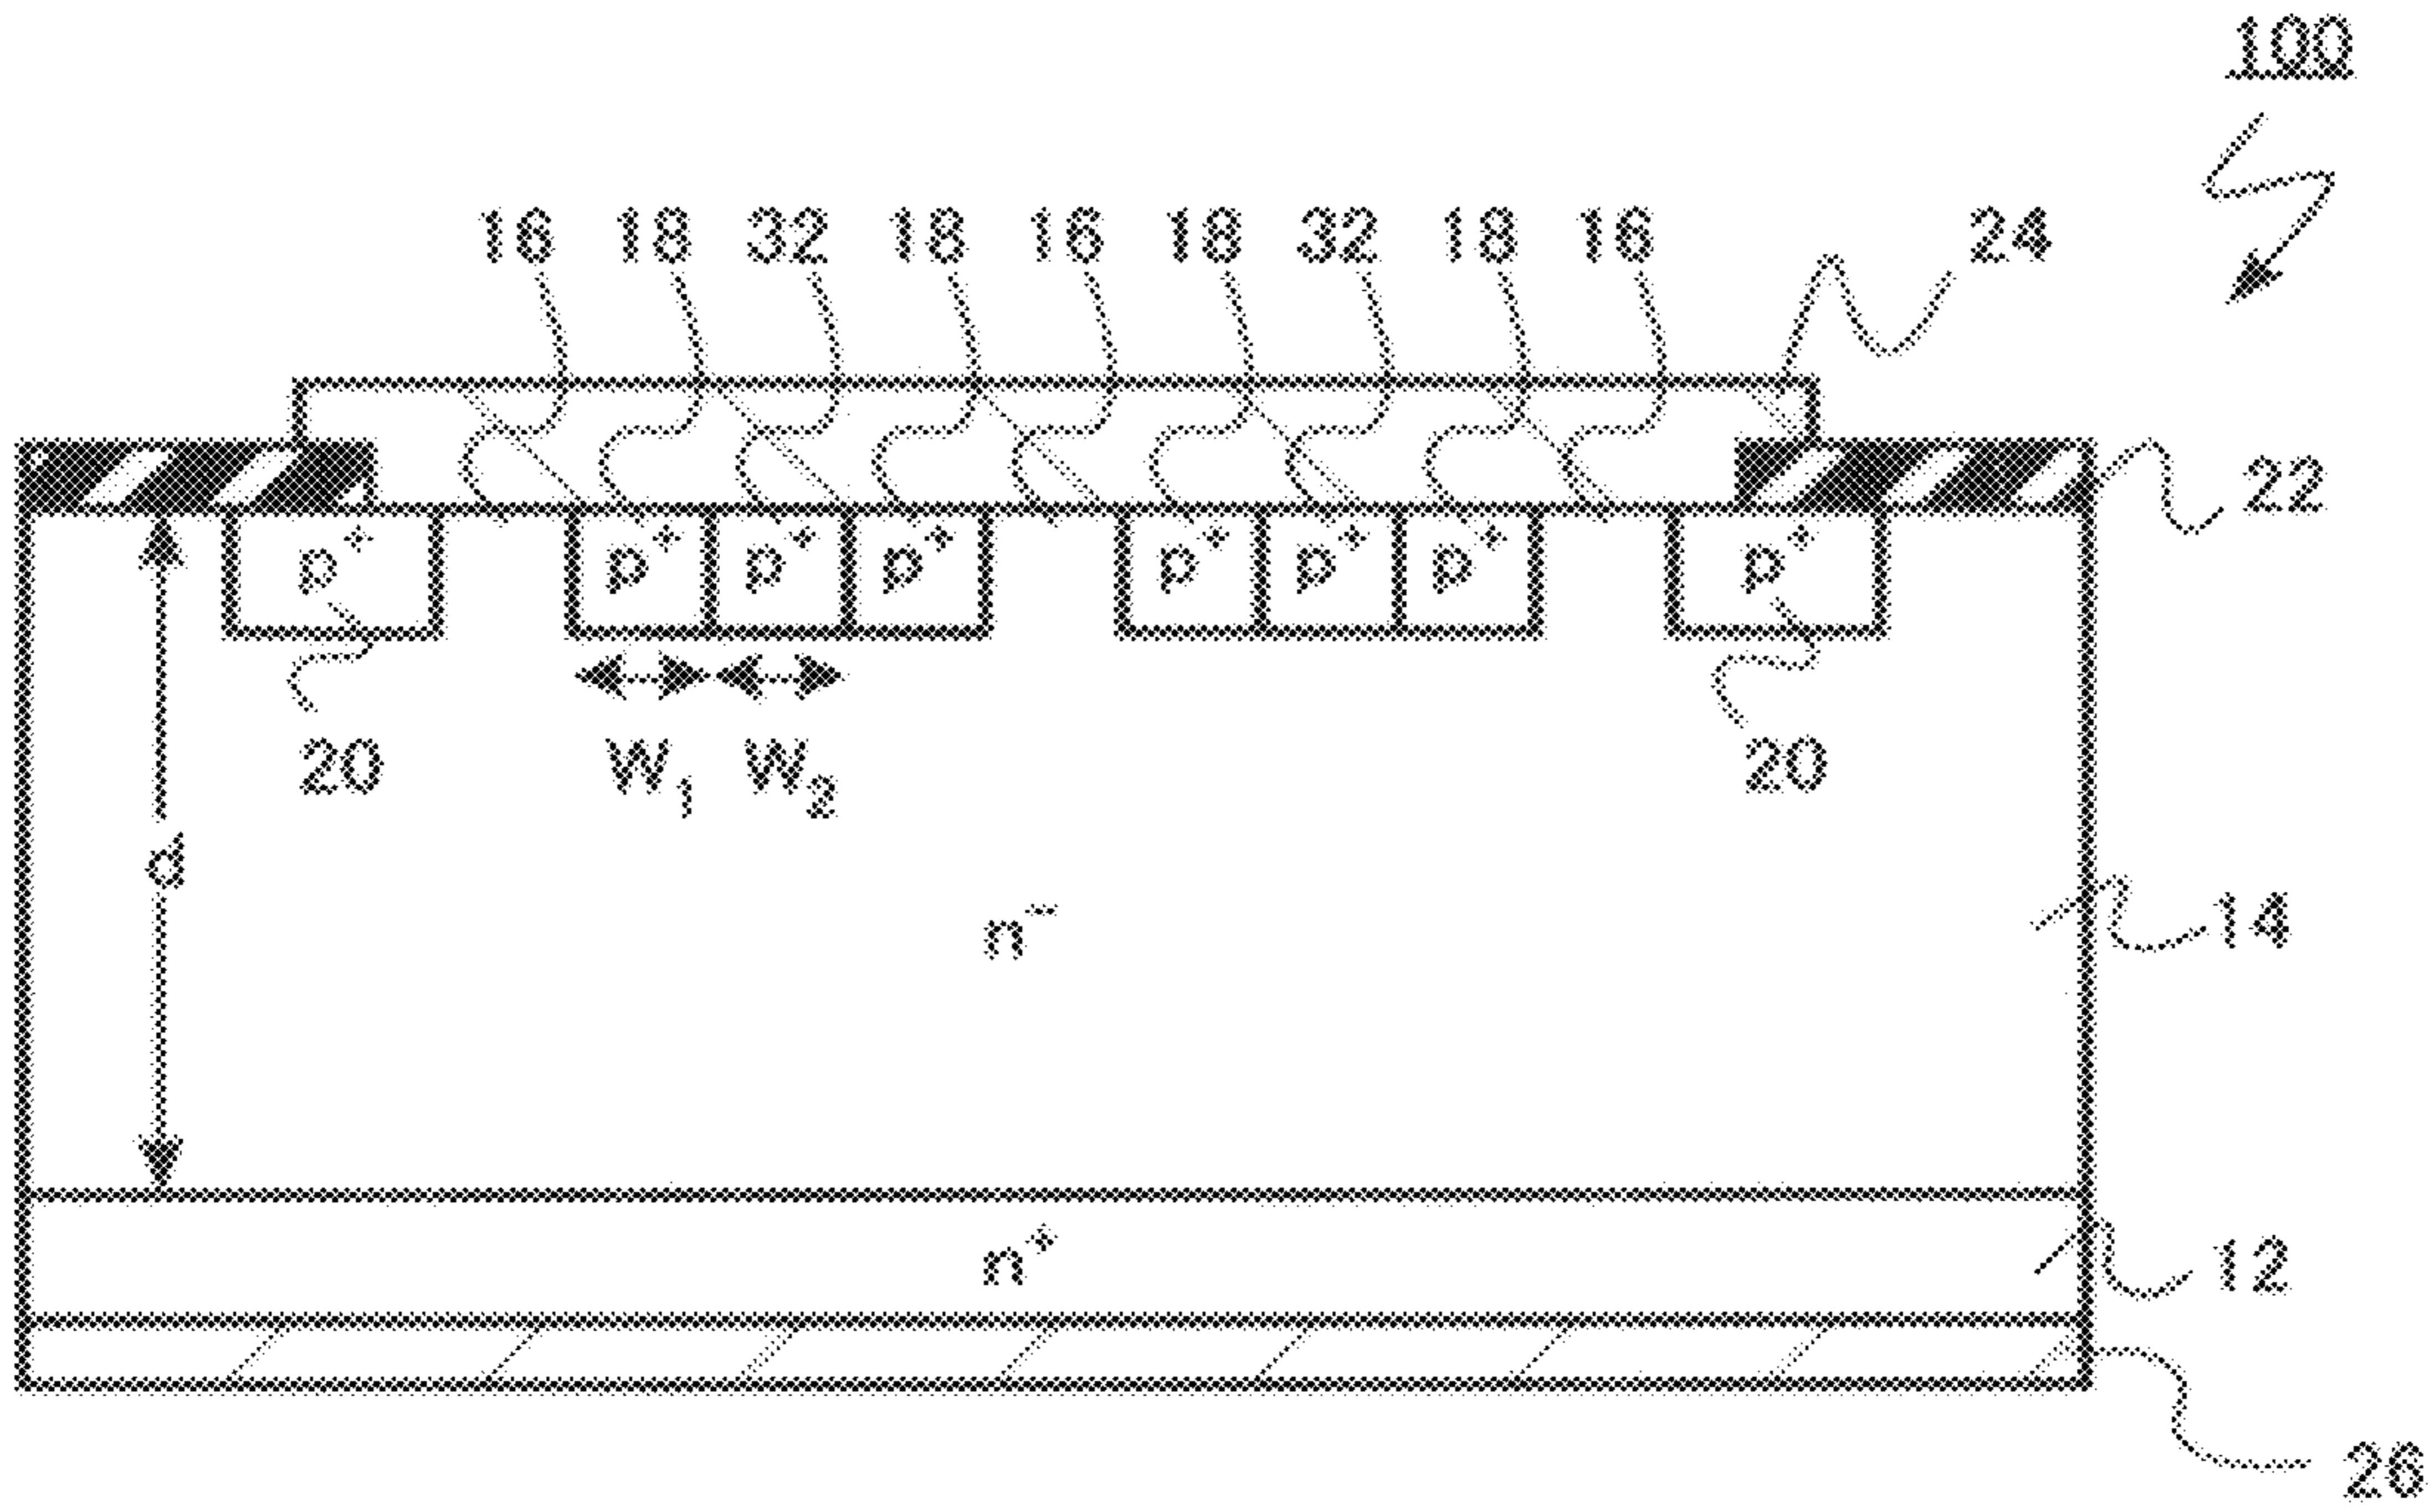 100
16 18 32 18 16 18 32 18 16 24
22
p⁺ p⁺ p⁺ p⁺ p⁺ p⁺ p⁺ p⁺
20 W₁ W₂ 20
d
n⁻ 14
n⁺ 12
26